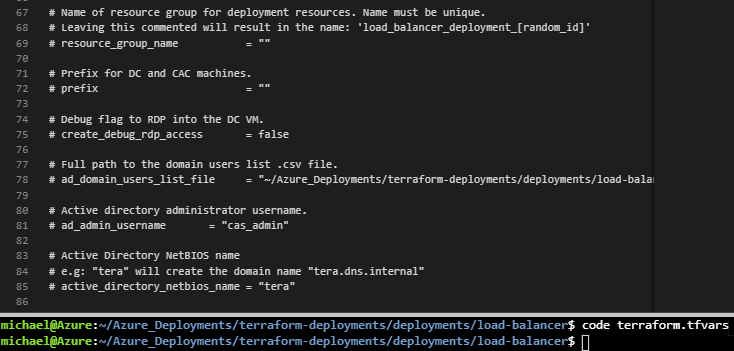 67 # Name of resource group for deployment resources. Name must be unique.
68 # Leaving this commented will result in the name: 'load_balancer_deployment_[random_id]'
69 # resource_group_name = ""
70
71 # Prefix for DC and CAC machines.
72 # prefix = ""
73
74 # Debug flag to RDP into the DC VM.
75 # create_debug_rdp_access = false
76
77 # Full path to the domain users list .csv file.
78 # ad_domain_users_list_file = "~/Azure_Deployments/terraform-deployments/deployments/load-balan
79
80 # Active directory administrator username.
81 # ad_admin_username = "cas_admin"
82
83 # Active Directory NetBIOS name
84 # e.g: "tera" will create the domain name "tera.dns.internal"
85 # active_directory_netbios_name = "tera"
86
michael@Azure:~/Azure_Deployments/terraform-deployments/deployments/load-balancer$ code terraform.tfvars
michael@Azure:~/Azure_Deployments/terraform-deployments/deployments/load-balancer$